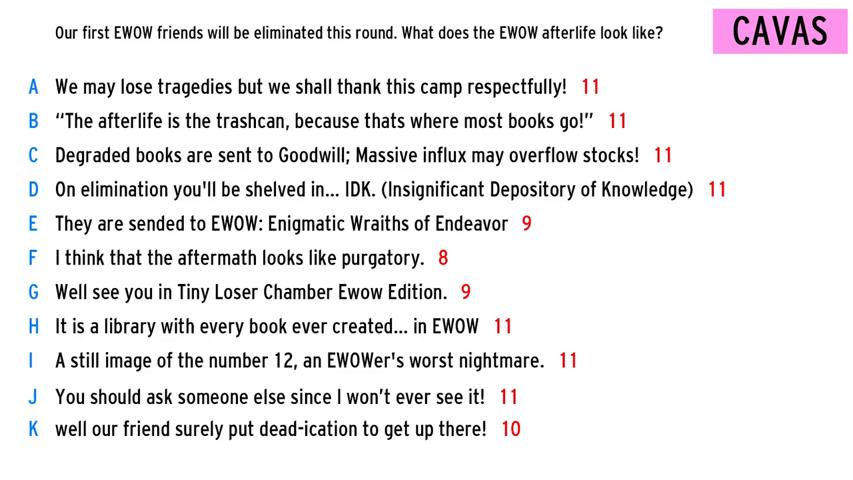 Our first EWOW friends will be eliminated this round. What does the EWOW afterlife look like?
CAVAS
A We may lose tragedies but we shall thank this camp respectfully! 11
B “The afterlife is the trashcan, because thats where most books go!” 11
C Degraded books are sent to Goodwill; Massive influx may overflow stocks! 11
D On elimination you'll be shelved in... IDK. (Insignificant Depository of Knowledge) 11
E They are sended to EWOW: Enigmatic Wraiths of Endeavor 9
F I think that the aftermath looks like purgatory. 8
G Well see you in Tiny Loser Chamber Ewow Edition. 9
H It is a library with every book ever created... in EWOW 11
I A still image of the number 12, an EWOWer's worst nightmare. 11
J You should ask someone else since I won’t ever see it! 11
K well our friend surely put dead-ication to get up there! 10